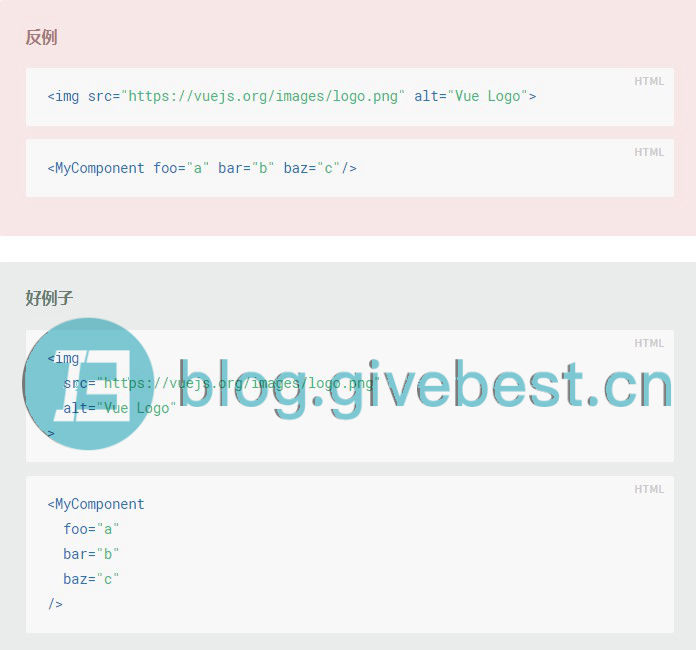 反例
HTML
<img src="https://vuejs.org/images/logo.png" alt="Vue Logo">
HTML
<MyComponent foo="a" bar="b" baz="c"/>
好例子
HTML
<img
  src="https://vuejs.org/images/logo.png"
  alt="Vue Logo"
>
blog.givebest.cn
HTML
<MyComponent
  foo="a"
  bar="b"
  baz="c"
/>